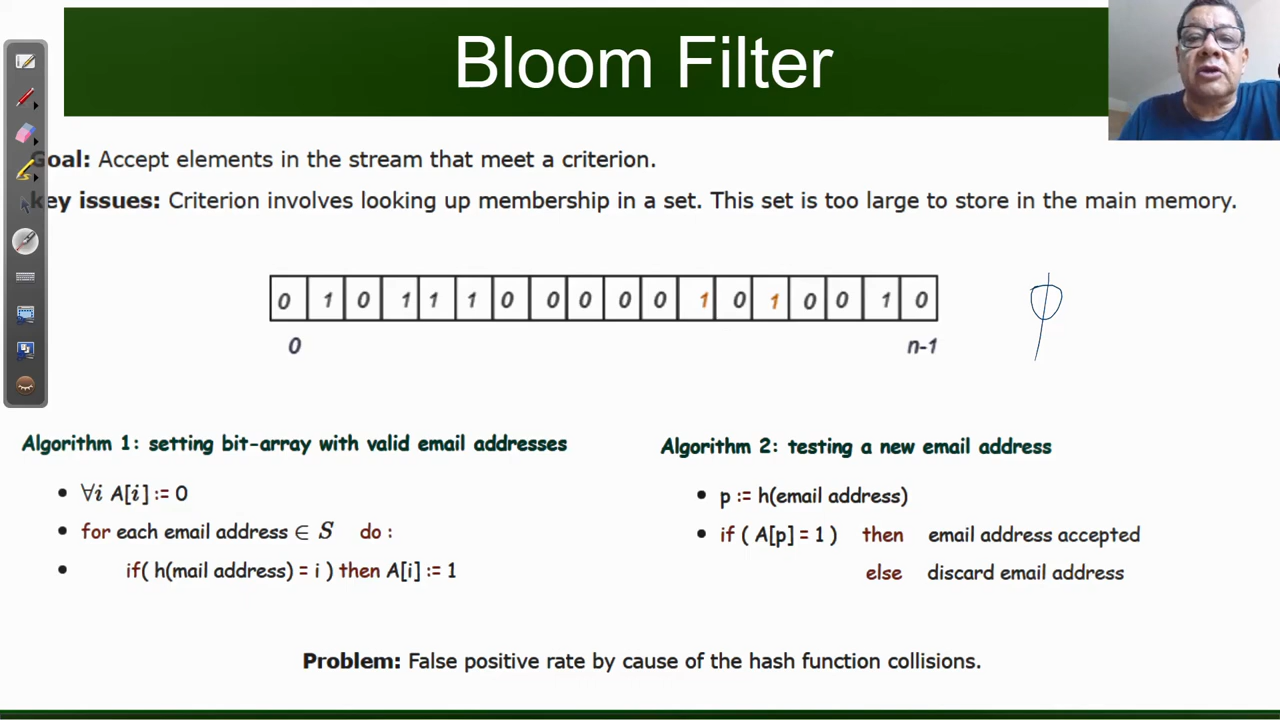 Bloom Filter
Goal: Accept elements in the stream that meet a criterion.
key issues: Criterion involves looking up membership in a set. This set is too large to store in the main memory.
0 1 0 1 1 1 0 0 0 0 0 1 0 1 0 0 1 0
0 n-1
ϕ
Algorithm 1: setting bit-array with valid email addresses
• ∀i A[i] := 0
• for each email address ∈ S do :
• if( h(mail address) = i ) then A[i] := 1
Algorithm 2: testing a new email address
• p := h(email address)
• if ( A[p] = 1 ) then email address accepted
else discard email address
Problem: False positive rate by cause of the hash function collisions.